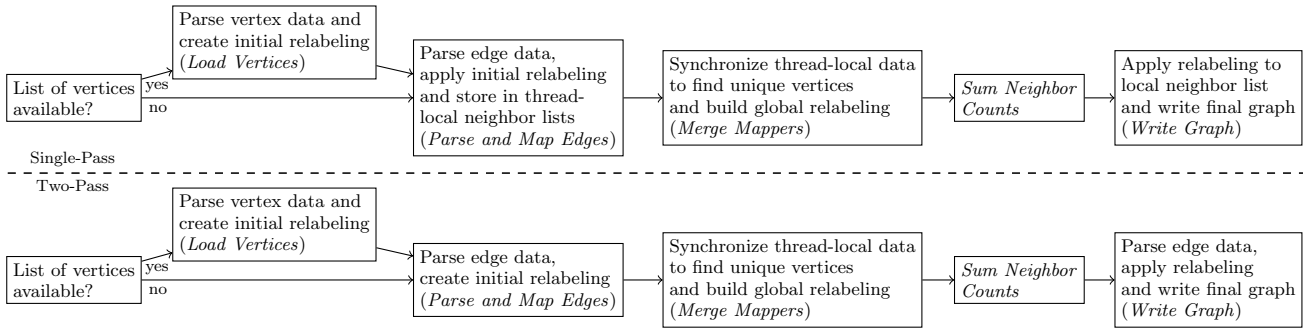 List of vertices
available?
yes
no
Parse vertex data and
create initial relabeling
(Load Vertices)
Parse edge data,
apply initial relabeling
and store in thread-
local neighbor lists
(Parse and Map Edges)
Synchronize thread-local data
to find unique vertices
and build global relabeling
(Merge Mappers)
Sum Neighbor
Counts
Apply relabeling to
local neighbor list
and write final graph
(Write Graph)
Single-Pass
Two-Pass
List of vertices
available?
yes
no
Parse vertex data and
create initial relabeling
(Load Vertices)
Parse edge data,
create initial relabeling
(Parse and Map Edges)
Synchronize thread-local data
to find unique vertices
and build global relabeling
(Merge Mappers)
Sum Neighbor
Counts
Parse edge data,
apply relabeling
and write final graph
(Write Graph)